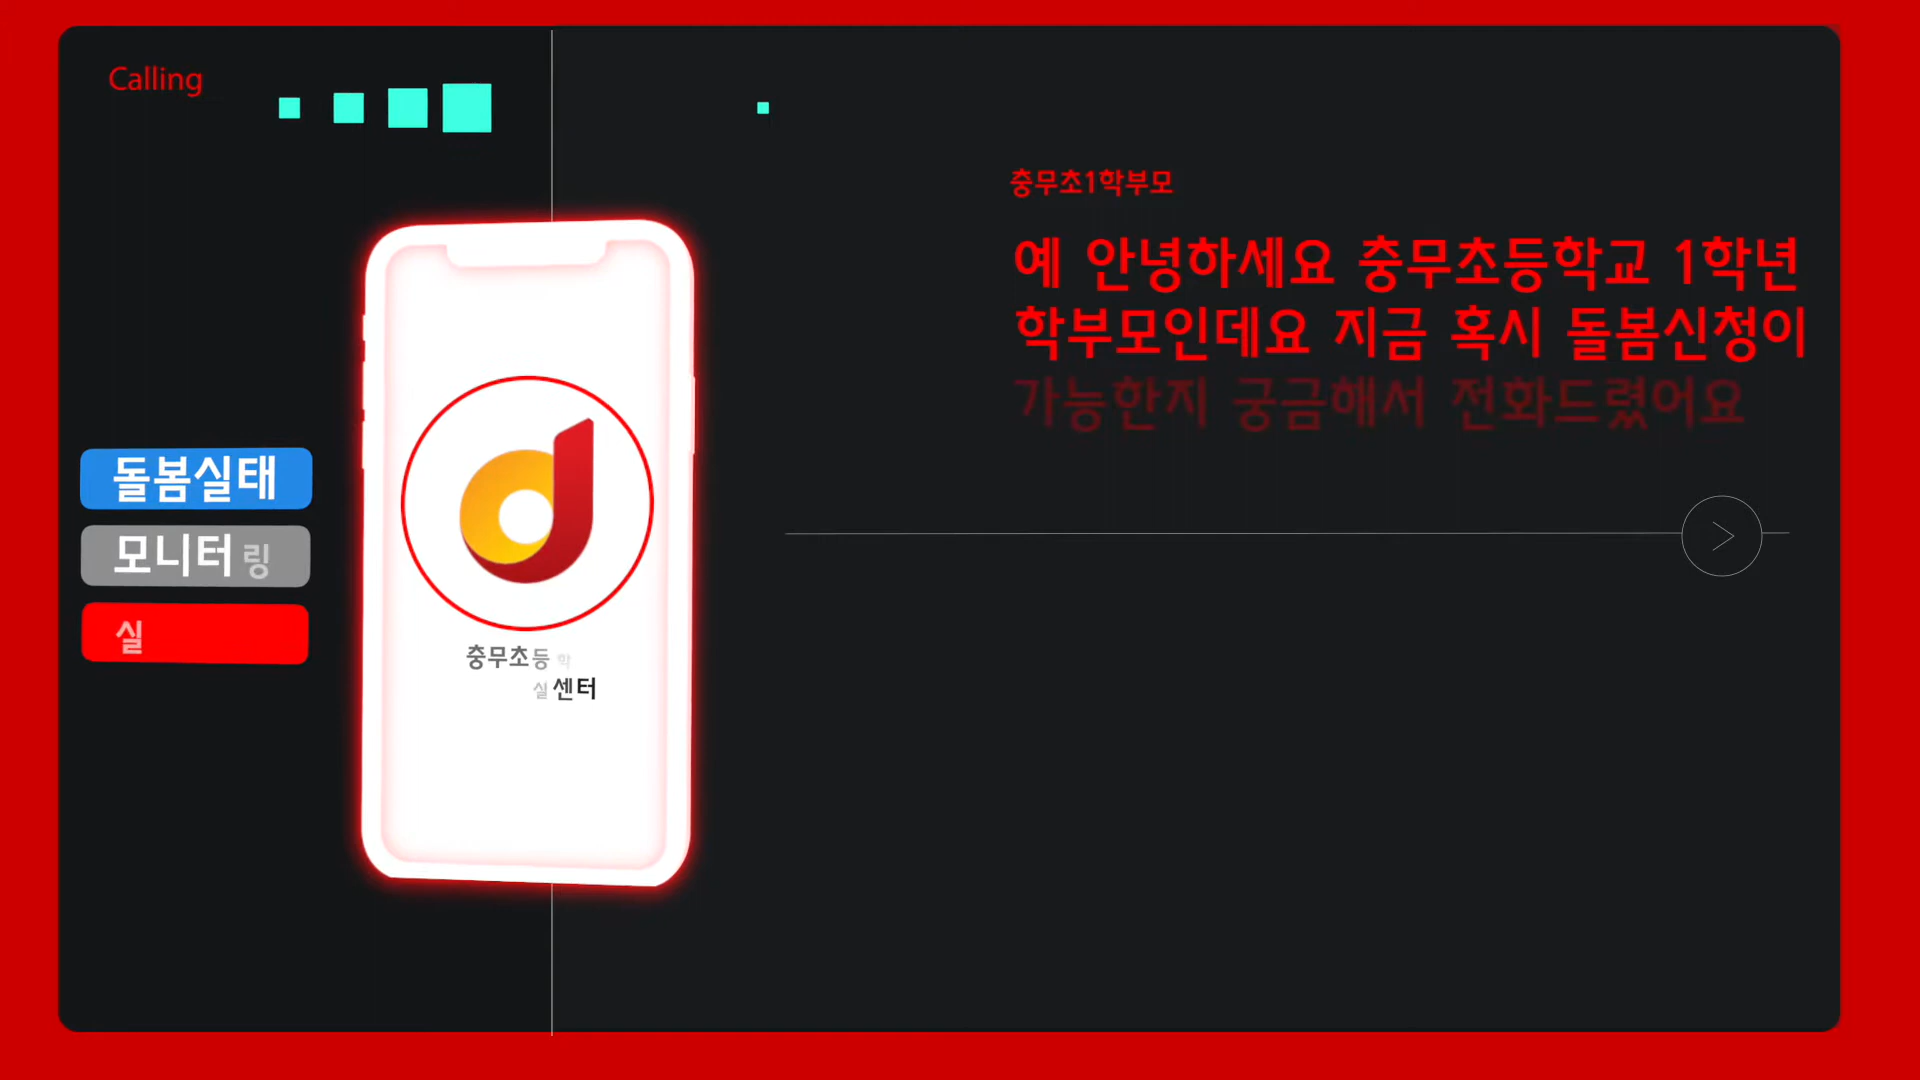 Calling
충무초1학부모
예 안녕하세요 충무초등학교 1학년
학부모인데요 지금 혹시 돌봄신청이
가능한지 궁금해서 전화드렸어요
돌봄실태
모니터링
실
충무초등학
실센터